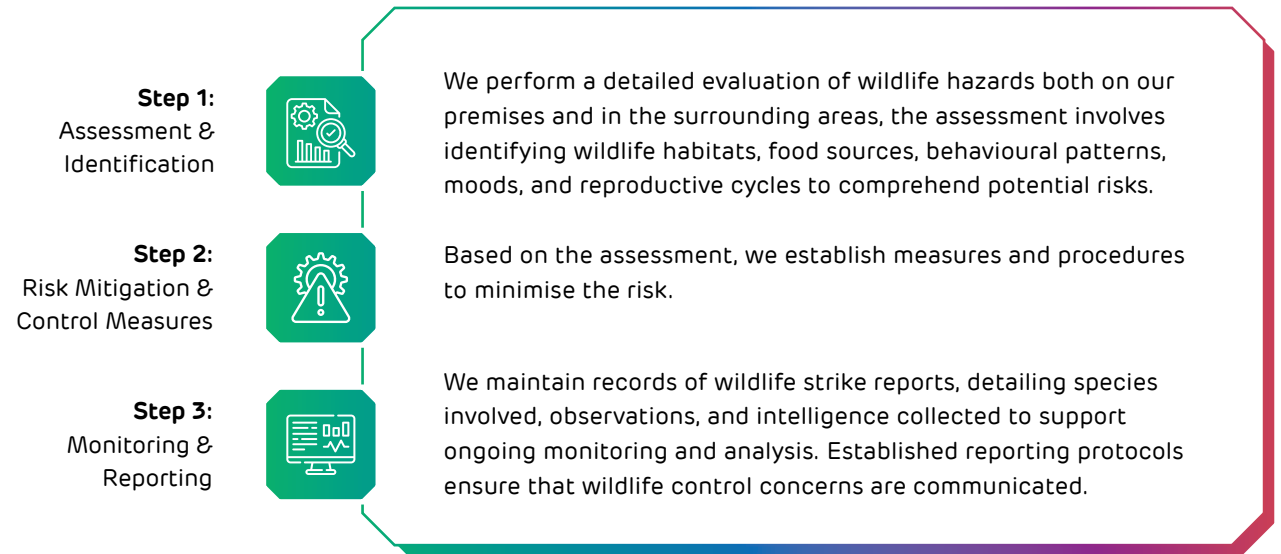 Step 1:
Assessment &
Identification
We perform a detailed evaluation of wildlife hazards both on our
premises and in the surrounding areas, the assessment involves
identifying wildlife habitats, food sources, behavioural patterns,
moods, and reproductive cycles to comprehend potential risks.
Step 2:
Risk Mitigation &
Control Measures
Based on the assessment, we establish measures and procedures
to minimise the risk.
Step 3:
Monitoring &
Reporting
We maintain records of wildlife strike reports, detailing species
involved, observations, and intelligence collected to support
ongoing monitoring and analysis. Established reporting protocols
ensure that wildlife control concerns are communicated.